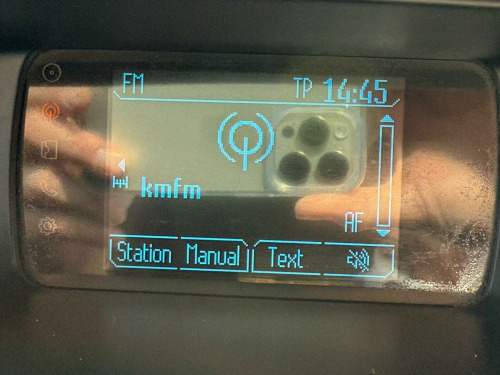 FM TP 14:45
kmfm
AF
Station Manual Text